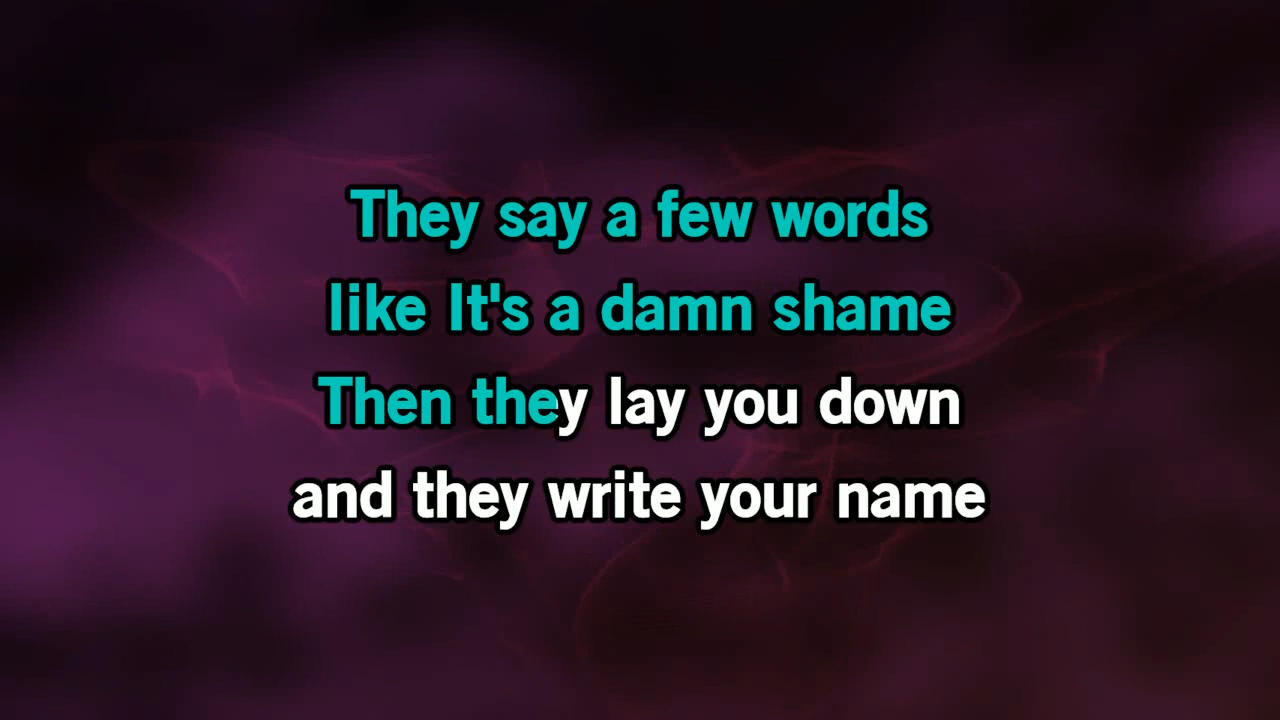 They say a few words
like It's a damn shame
Then they lay you down
and they write your name